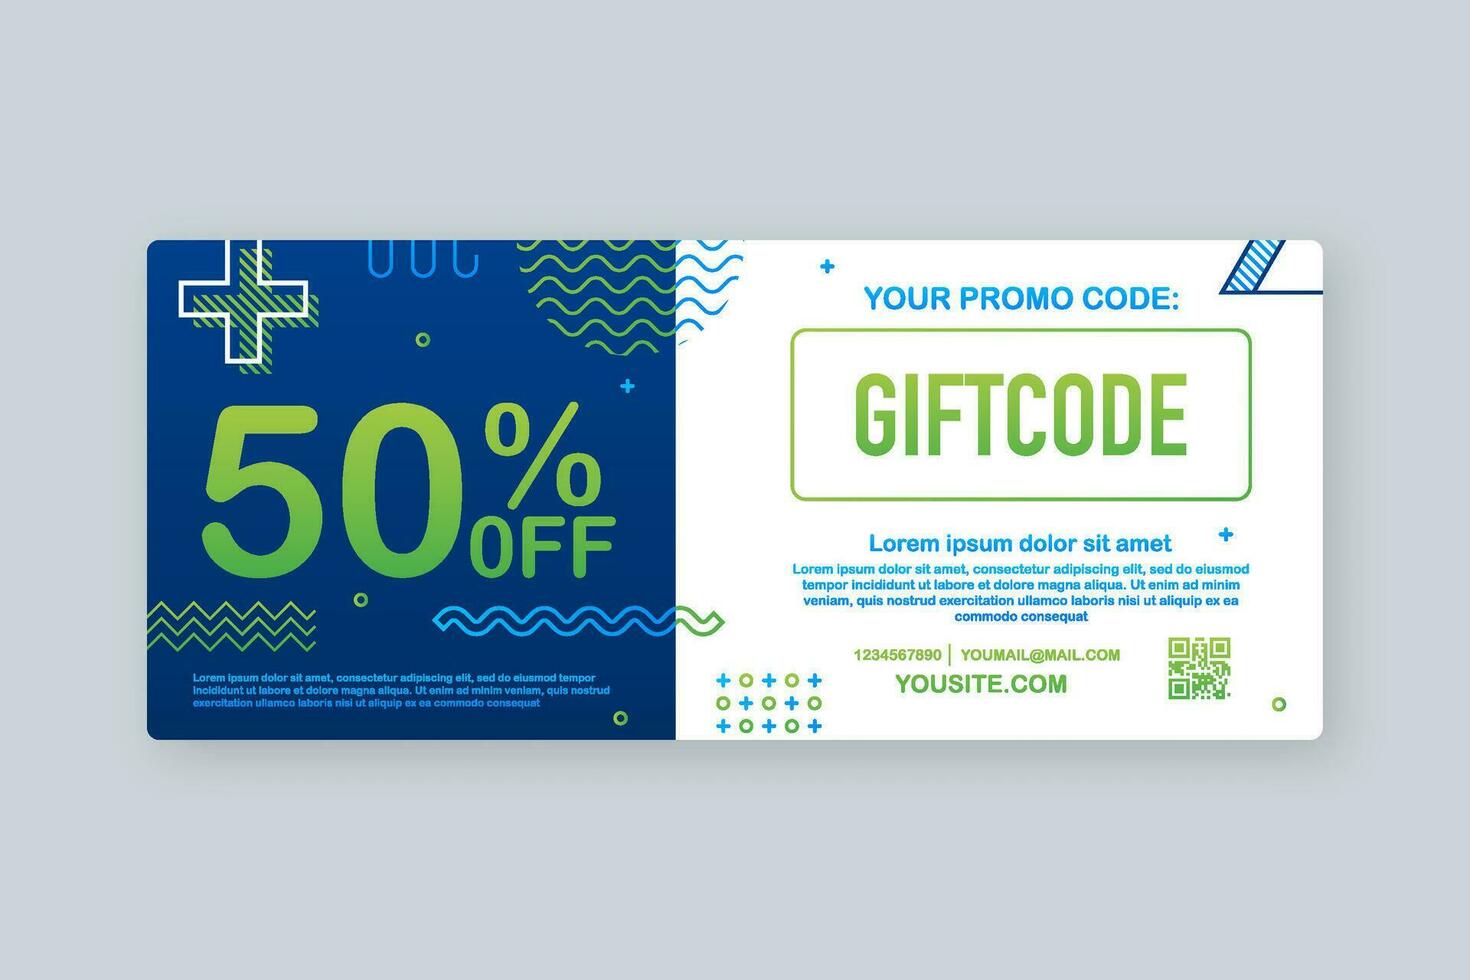 50%
OFF
Lorem ipsum dolor sit amet, consectetur adipiscing elit, sed do eiusmod
tempor incididunt ut labore et dolore magna aliqua. Ut enim ad minim veniam, quis nostrud
exercitation ullamco laboris nisi ut aliquip ex ea commodo consequat
YOUR PROMO CODE:
GIFTCODE
Lorem ipsum dolor sit amet
Lorem ipsum dolor sit amet, consectetur adipiscing elit, sed do eiusmod
tempor incididunt ut labore et dolore magna aliqua. Ut enim ad minim
veniam, quis nostrud exercitation ullamco laboris nisi ut aliquip ex ea
commodo consequat
1234567890 | YOUMAIL@MAIL.COM
YOUSITE.COM